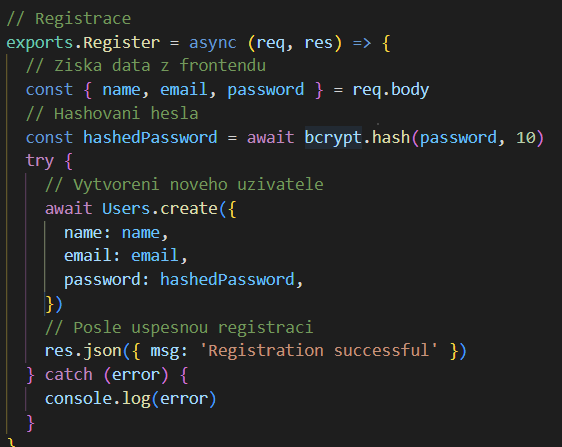 // Registrace
exports.Register = async (req, res) => {
  // Ziska data z frontendu
  const { name, email, password } = req.body
  // Hashovani hesla
  const hashedPassword = await bcrypt.hash(password, 10)
  try {
    // Vytvoreni noveho uzivatele
    await Users.create({
      name: name,
      email: email,
      password: hashedPassword,
    })
    // Posle uspesnou registraci
    res.json({ msg: 'Registration successful' })
  } catch (error) {
    console.log(error)
  }
}